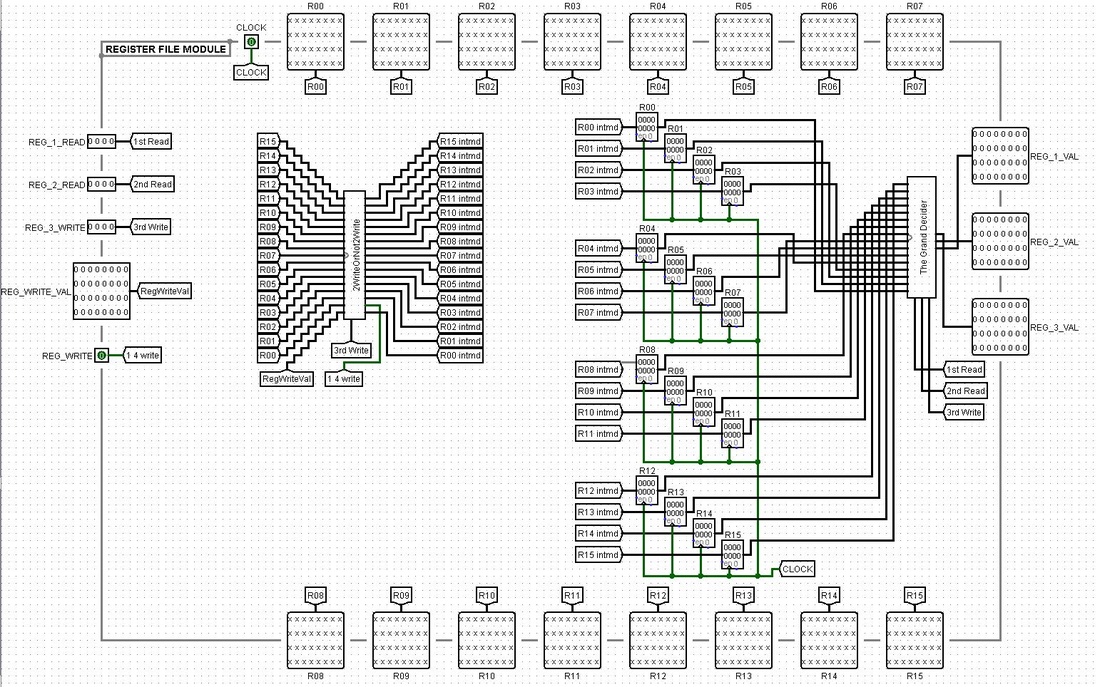 R00 R01 R02 R03 R04 R05 R06 R07
CLOCK
REGISTER FILE MODULE
CLOCK
R00 R01 R02 R03 R04 R05 R06 R07
REG_1_READ 0 0 0 0 1st Read
REG_2_READ 0 0 0 0 2nd Read
REG_3_WRITE 0 0 0 0 3rd Write
REG_WRITE_VAL RegWriteVal
REG_WRITE 0 1 4 write
R15 R15 intmd
R14 R14 intmd
R13 R13 intmd
R12 R12 intmd
R11 R11 intmd
R10 R10 intmd
R09 R09 intmd
R08 R08 intmd
R07 R07 intmd
R06 R06 intmd
R05 R05 intmd
R04 R04 intmd
R03 R03 intmd
R02 R02 intmd
R01 R01 intmd
R00 R00 intmd
2WriteOrNot2Write
3rd Write
RegWriteVal 1 4 write
R00
R00 intmd
R01
R01 intmd
R02
R02 intmd
R03
R03 intmd
R04
R04 intmd
R05
R05 intmd
R06
R06 intmd
R07
R07 intmd
R08
R08 intmd
R09
R09 intmd
R10
R10 intmd
R11
R11 intmd
R12
R12 intmd
R13
R13 intmd
R14
R14 intmd
R15
R15 intmd
CLOCK
The Grand Decider
REG_1_VAL
REG_2_VAL
REG_3_VAL
1st Read
2nd Read
3rd Write
R08 R09 R10 R11 R12 R13 R14 R15
R08 R09 R10 R11 R12 R13 R14 R15